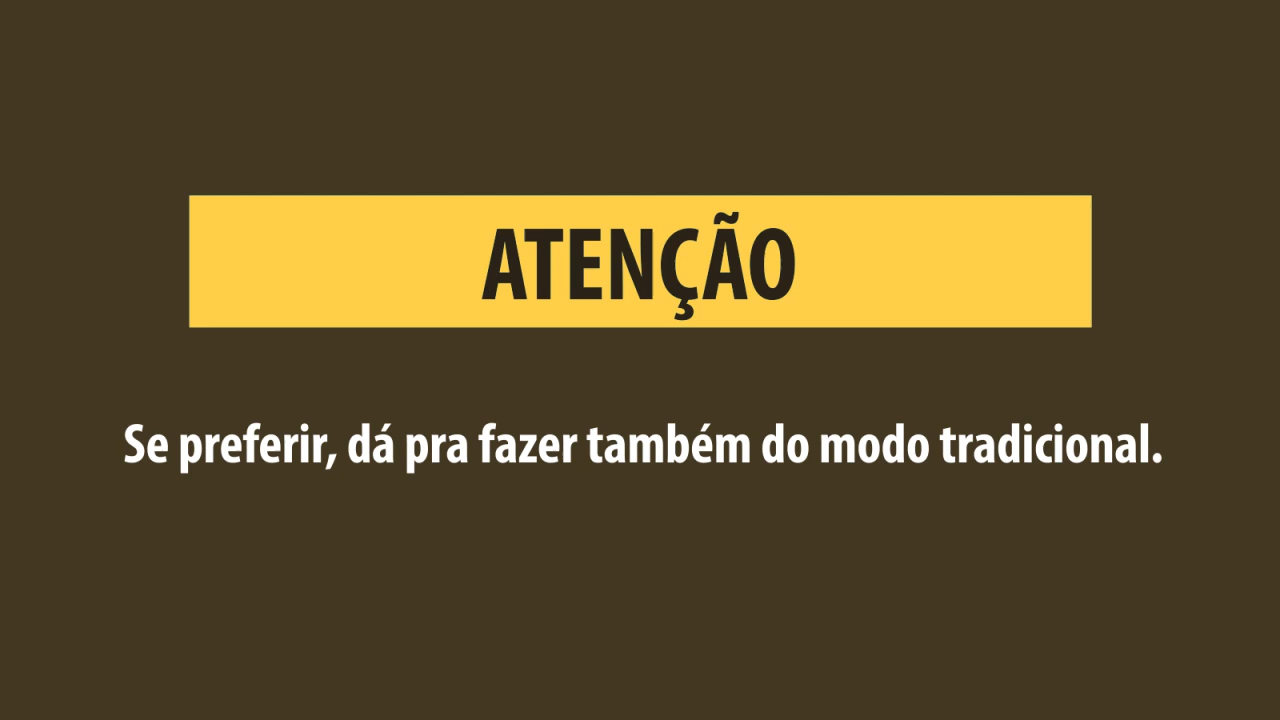 ATENÇÃO
Se preferir, dá pra fazer também do modo tradicional.